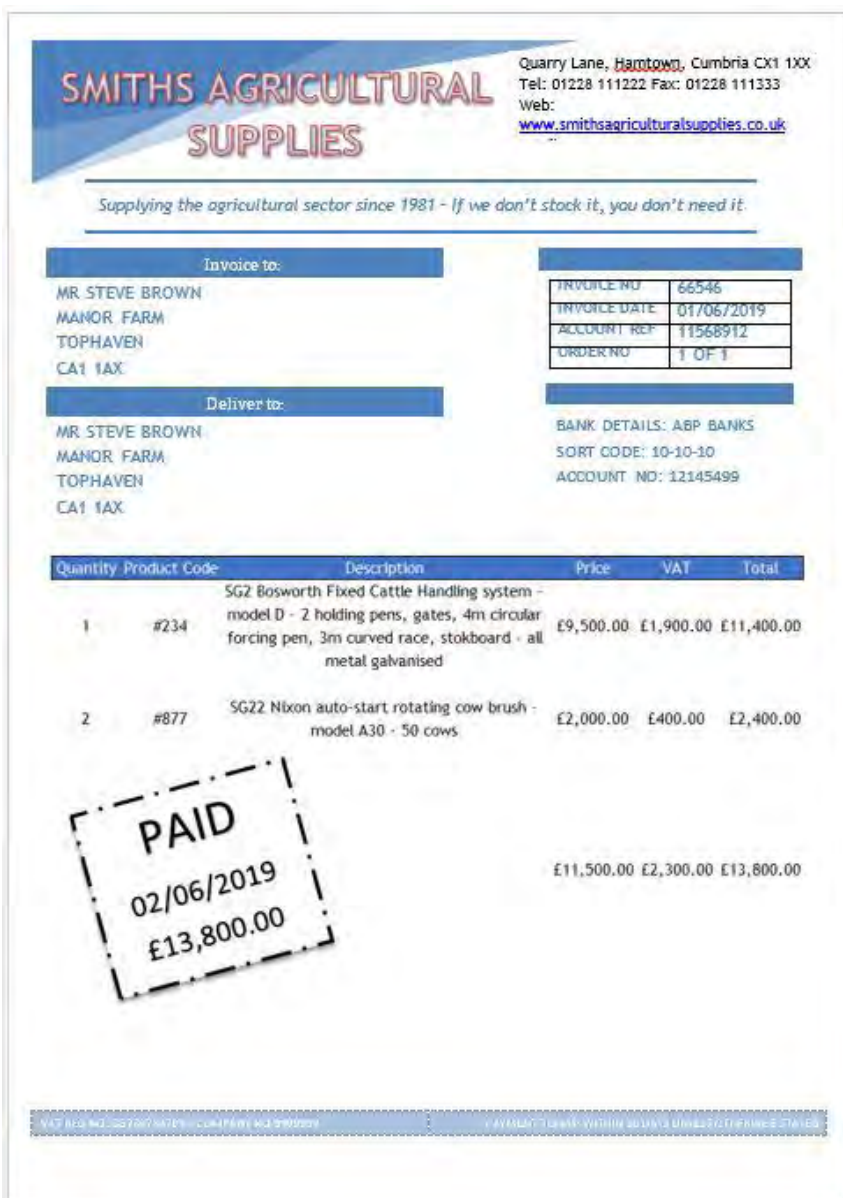 SMITHS AGRICULTURAL
SUPPLIES
Quarry Lane, Hamtown, Cumbria CX1 1XX
Tel: 01228 111222 Fax: 01228 111333
Web:
www.smithsagriculturalsupplies.co.uk
Supplying the agricultural sector since 1981 - If we don't stock it, you don't need it
Invoice to:
MR STEVE BROWN
MANOR FARM
TOPHAVEN
CA1 1AX
INVOICE NO 66546
INVOICE DATE 01/06/2019
ACCOUNT REF 11568912
ORDER NO 1 OF 1
Deliver to:
MR STEVE BROWN
MANOR FARM
TOPHAVEN
CA1 1AX
BANK DETAILS: ABP BANKS
SORT CODE: 10-10-10
ACCOUNT NO: 12145499
Quantity Product Code Description Price VAT Total
SG2 Bosworth Fixed Cattle Handling system -
model D - 2 holding pens, gates, 4m circular
1 #234 forcing pen, 3m curved race, stokboard - all £9,500.00 £1,900.00 £11,400.00
metal galvanised
2 #877 SG22 Nixon auto-start rotating cow brush - £2,000.00 £400.00 £2,400.00
model A30 - 50 cows
PAID
02/06/2019
£13,800.00
£11,500.00 £2,300.00 £13,800.00